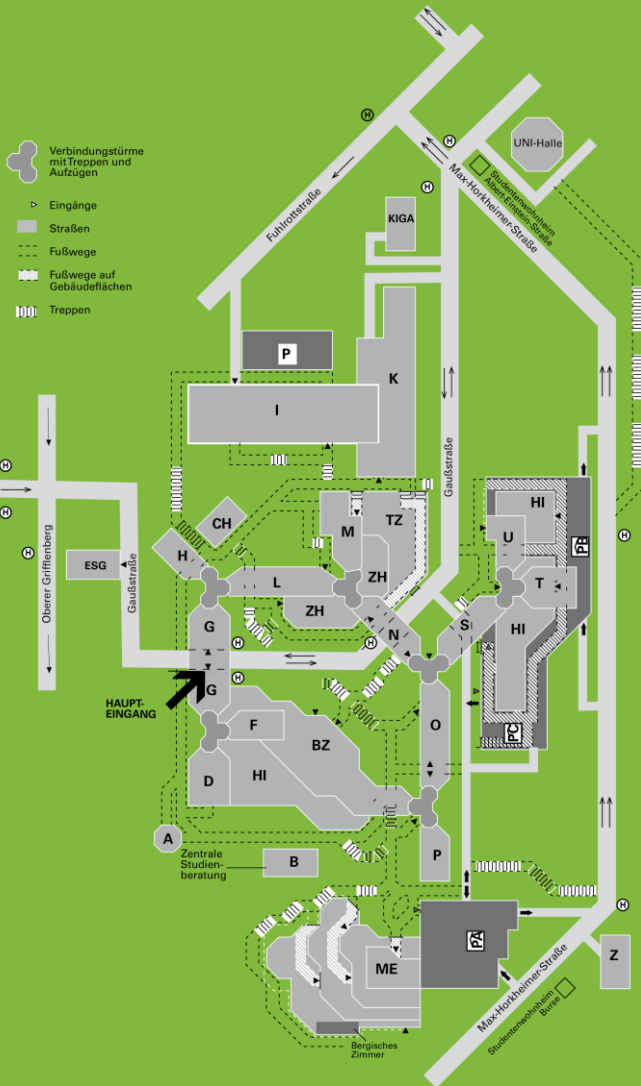 Verbindungstürme
mit Treppen und
Aufzügen
Eingänge
Straßen
Fußwege
Fußwege auf
Gebäudeflächen
Treppen
H
H
H
UNI-Halle
Studentenwohnheim
Albert-Einstein-Straße
Max-Horkheimer-Straße
Fuhlrottstraße
KIGA
P
K
I
Gaußstraße
H
H
H
H
Oberer Grifflenberg
ESG
Gaußstraße
CH
H
M
TZ
ZH
L
ZH
N
S
U
HI
T
HI
PB
PC
G
H
H
H
G
HAUPT-
EINGANG
F
BZ
HI
D
O
P
A
Zentrale
Studien-
beratung
B
ME
PA
H
Z
Max-Horkheimer-Straße
Studentenwohnheim
Burse
Bergisches
Zimmer